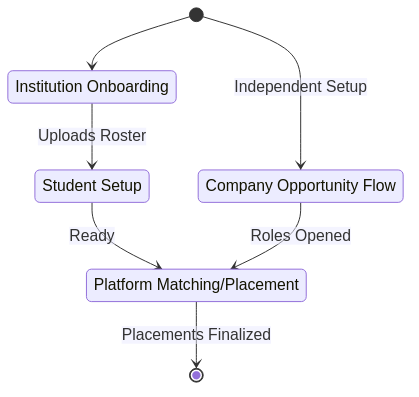 Institution Onboarding
Independent Setup
Uploads Roster
Student Setup
Company Opportunity Flow
Ready
Roles Opened
Platform Matching/Placement
Placements Finalized